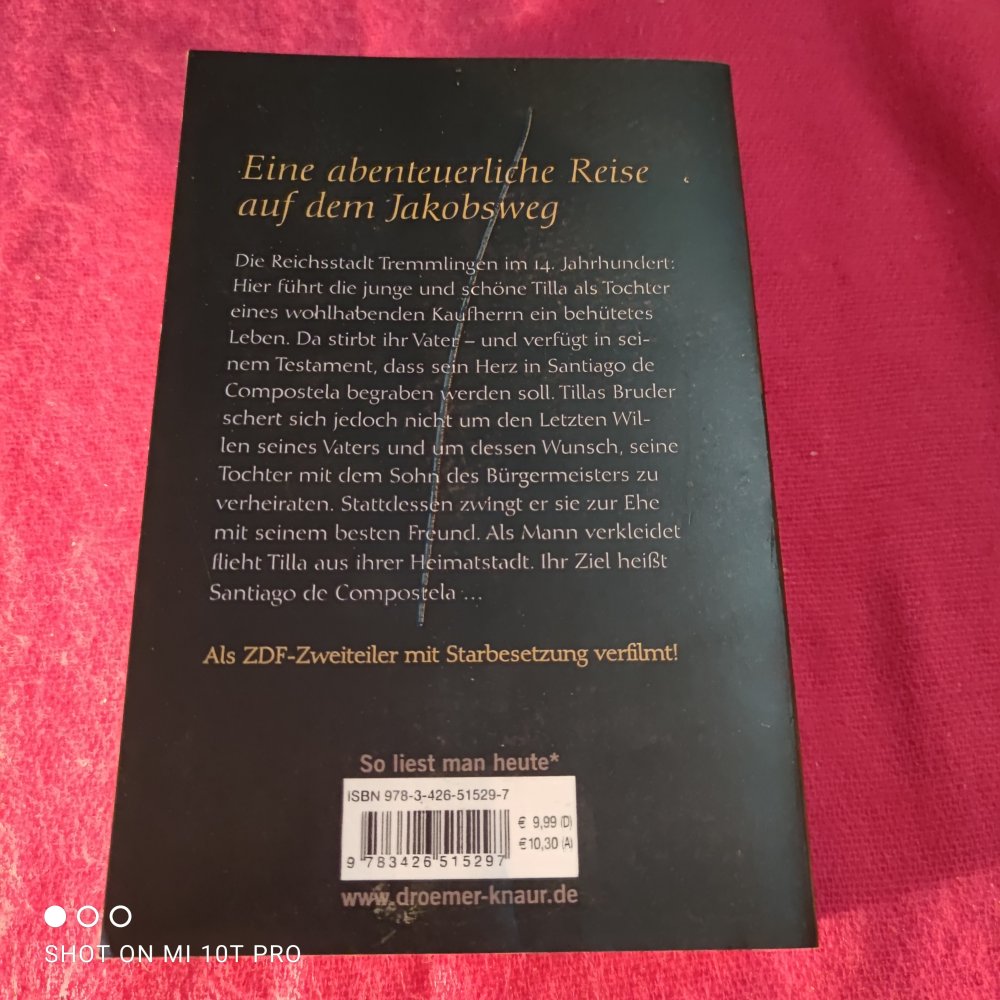 Eine abenteuerliche Reise
auf dem Jakobsweg
Die Reichsstadt Tremmlingen im 14. Jahrhundert:
Hier führt die junge und schöne Tilla als Tochter
eines wohlhabenden Kaufherrn ein behütetes
Leben. Da stirbt ihr Vater – und verfügt in sei-
nem Testament, dass sein Herz in Santiago de
Compostela begraben werden soll. Tillas Bruder
schert sich jedoch nicht um den Letzten Wil-
len seines Vaters und um dessen Wunsch, seine
Tochter mit dem Sohn des Bürgermeisters zu
verheiraten. Stattdessen zwingt er sie zur Ehe
mit seinem besten Freund. Als Mann verkleidet
flieht Tilla aus ihrer Heimatstadt. Ihr Ziel heißt
Santiago de Compostela ...
Als ZDF-Zweiteiler mit Starbesetzung verfilmt!
So liest man heute*
ISBN 978-3-426-51529-7
€ 9,99 (D)
€ 10,30 (A)
9 783426 515297
www.droemer-knaur.de
SHOT ON MI 10T PRO